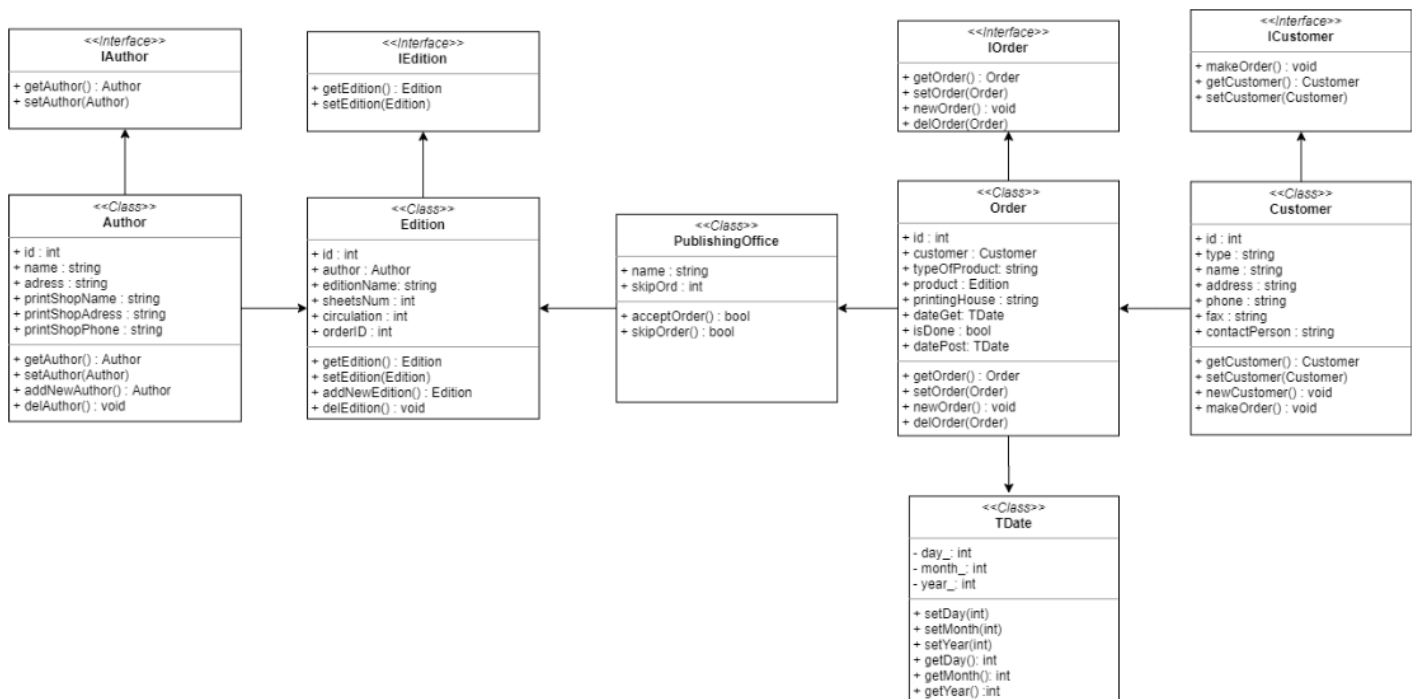 <<Interface>>
IAuthor
+ getAuthor() : Author
+ setAuthor(Author)
<<Interface>>
IEdition
+ getEdition() : Edition
+ setEdition(Edition)
<<Interface>>
IOrder
+ getOrder() : Order
+ setOrder(Order)
+ newOrder() : void
+ delOrder(Order)
<<Interface>>
ICustomer
+ makeOrder() : void
+ getCustomer() : Customer
+ setCustomer(Customer)
<<Class>>
Author
+ id : int
+ name : string
+ adress : string
+ printShopName : string
+ printShopAdress : string
+ printShopPhone : string
+ getAuthor() : Author
+ setAuthor(Author)
+ addNewAuthor() : Author
+ delAuthor() : void
<<Class>>
Edition
+ id : int
+ author : Author
+ editionName: string
+ sheetsNum : int
+ circulation : int
+ orderID : int
+ getEdition() : Edition
+ setEdition(Edition)
+ addNewEdition() : Edition
+ delEdition() : void
<<Class>>
PublishingOffice
+ name : string
+ skipOrd : int
+ acceptOrder() : bool
+ skipOrder() : bool
<<Class>>
Order
+ id : int
+ customer : Customer
+ typeOfProduct: string
+ product : Edition
+ printingHouse : string
+ dateGet: TDate
+ isDone : bool
+ datePost: TDate
+ getOrder() : Order
+ setOrder(Order)
+ newOrder() : void
+ delOrder(Order)
<<Class>>
Customer
+ id : int
+ type : string
+ name : string
+ address : string
+ phone : string
+ fax : string
+ contactPerson : string
+ getCustomer() : Customer
+ setCustomer(Customer)
+ newCustomer() : void
+ makeOrder() : void
<<Class>>
TDate
- day_: int
- month_: int
- year_: int
+ setDay(int)
+ setMonth(int)
+ setYear(int)
+ getDay(): int
+ getMonth(): int
+ getYear() :int